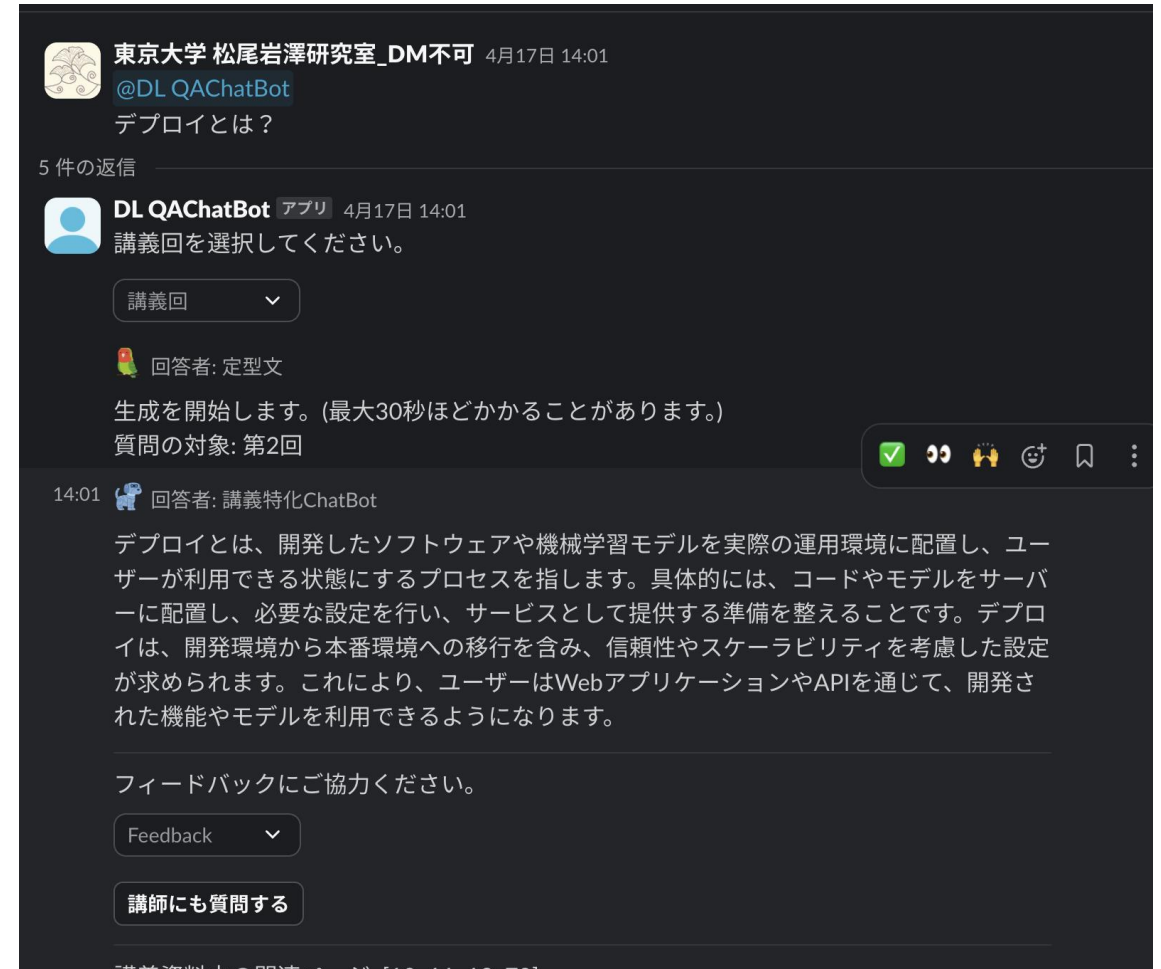 東京大学 松尾岩澤研究室_DM不可 4月17日 14:01
@DL QAChatBot
デプロイとは？
5 件の返信
DL QAChatBot アプリ 4月17日 14:01
講義回を選択してください。
講義回
回答者: 定型文
生成を開始します。(最大30秒ほどかかることがあります。)
質問の対象: 第2回
14:01 回答者: 講義特化ChatBot
デプロイとは、開発したソフトウェアや機械学習モデルを実際の運用環境に配置し、ユー
ザーが利用できる状態にするプロセスを指します。具体的には、コードやモデルをサーバ
ーに配置し、必要な設定を行い、サービスとして提供する準備を整えることです。デプロ
イは、開発環境から本番環境への移行を含み、信頼性やスケーラビリティを考慮した設定
が求められます。これにより、ユーザーはWebアプリケーションやAPIを通じて、開発さ
れた機能やモデルを利用できるようになります。
フィードバックにご協力ください。
Feedback
講師にも質問する